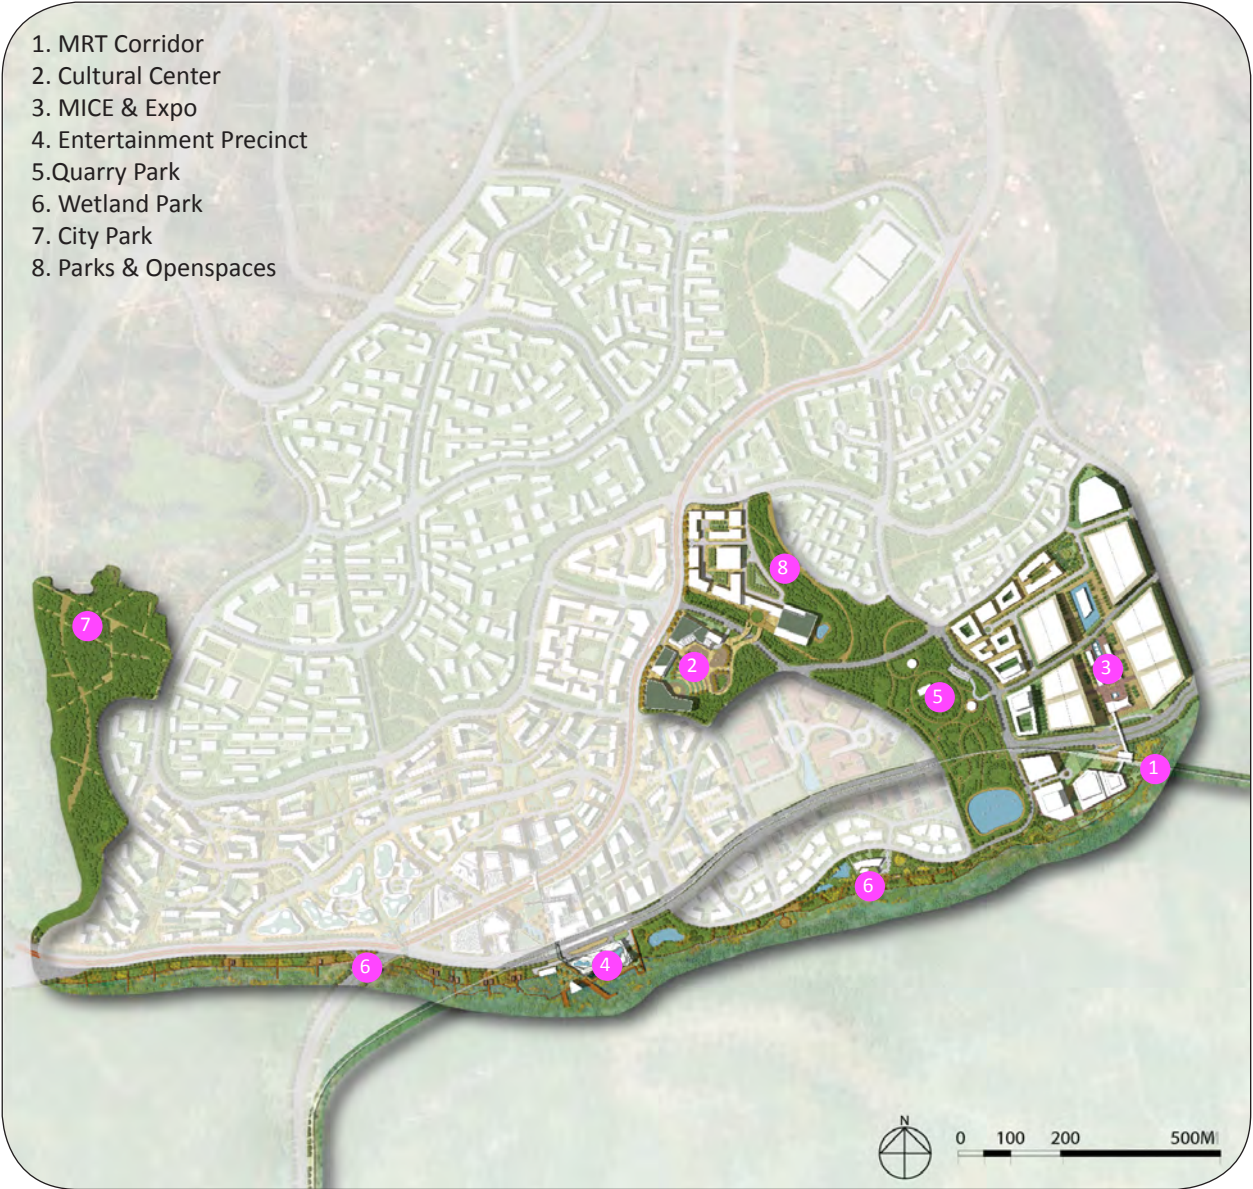 1. MRT Corridor
2. Cultural Center
3. MICE & Expo
4. Entertainment Precinct
5.Quarry Park
6. Wetland Park
7. City Park
8. Parks & Openspaces
8
7
2
3
5
1
6
6
4
N
0 100 200 500M